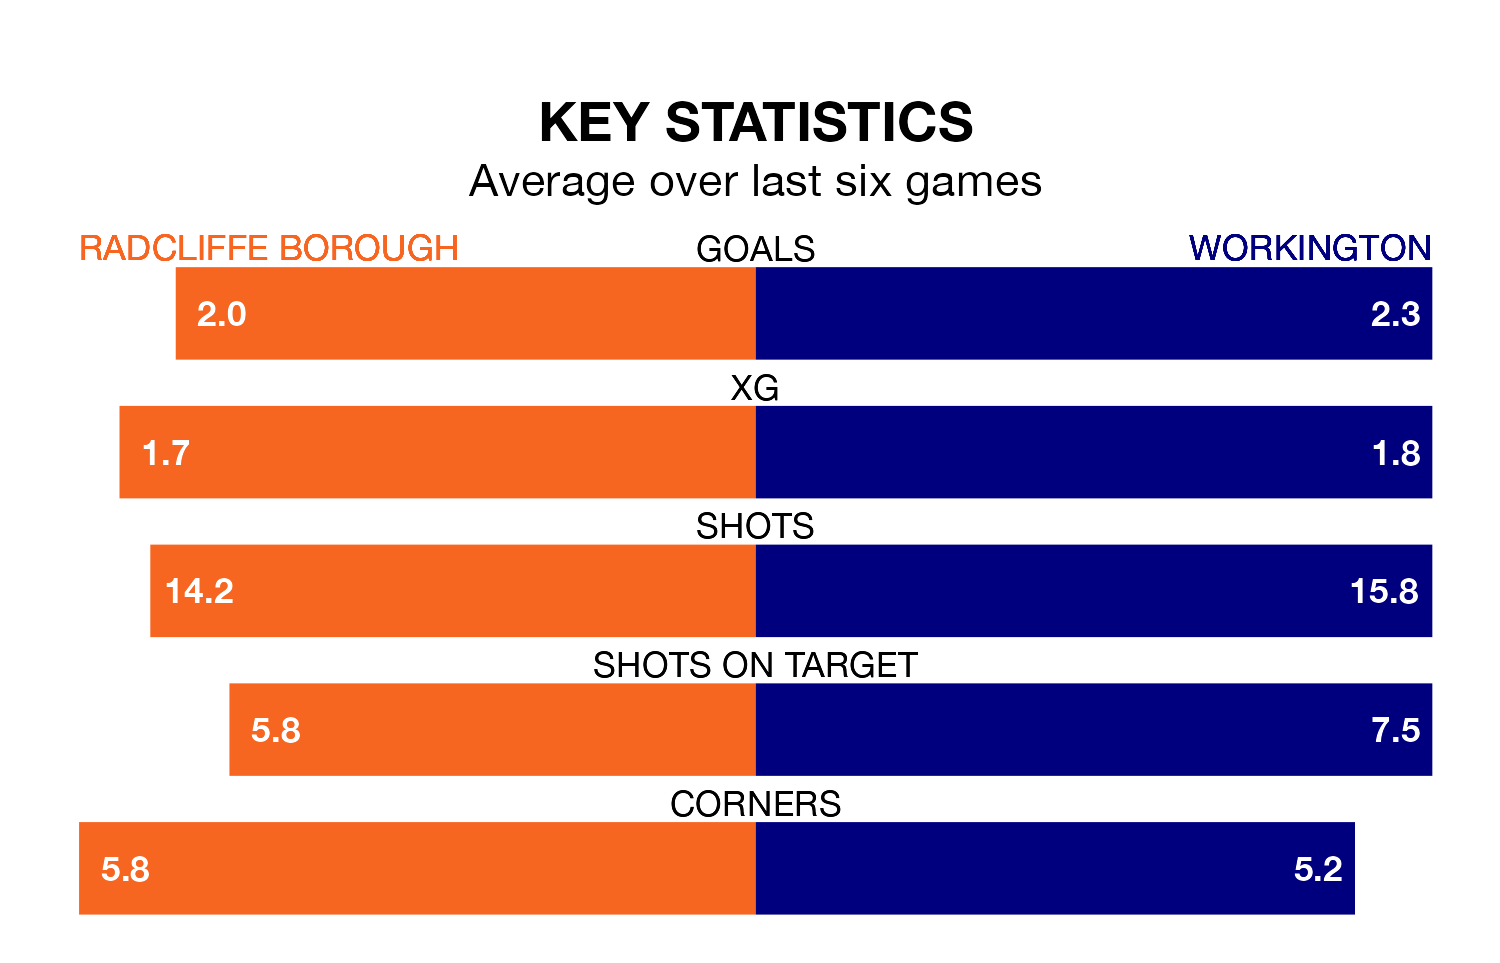 KEY STATISTICS
Average over last six games
RADCLIFFE BOROUGH GOALS WORKINGTON
2.0 2.3
XG
1.7 1.8
SHOTS
14.2 15.8
SHOTS ON TARGET
5.8 7.5
CORNERS
5.8 5.2